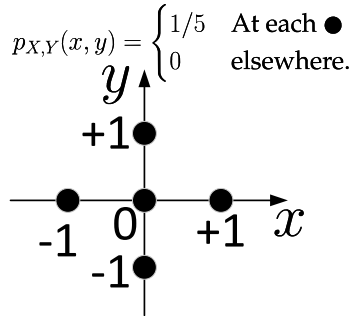 p_{X,Y}(x, y) = { 1/5 At each ●
0 elsewhere.
y
+1
0
x
-1
+1
-1